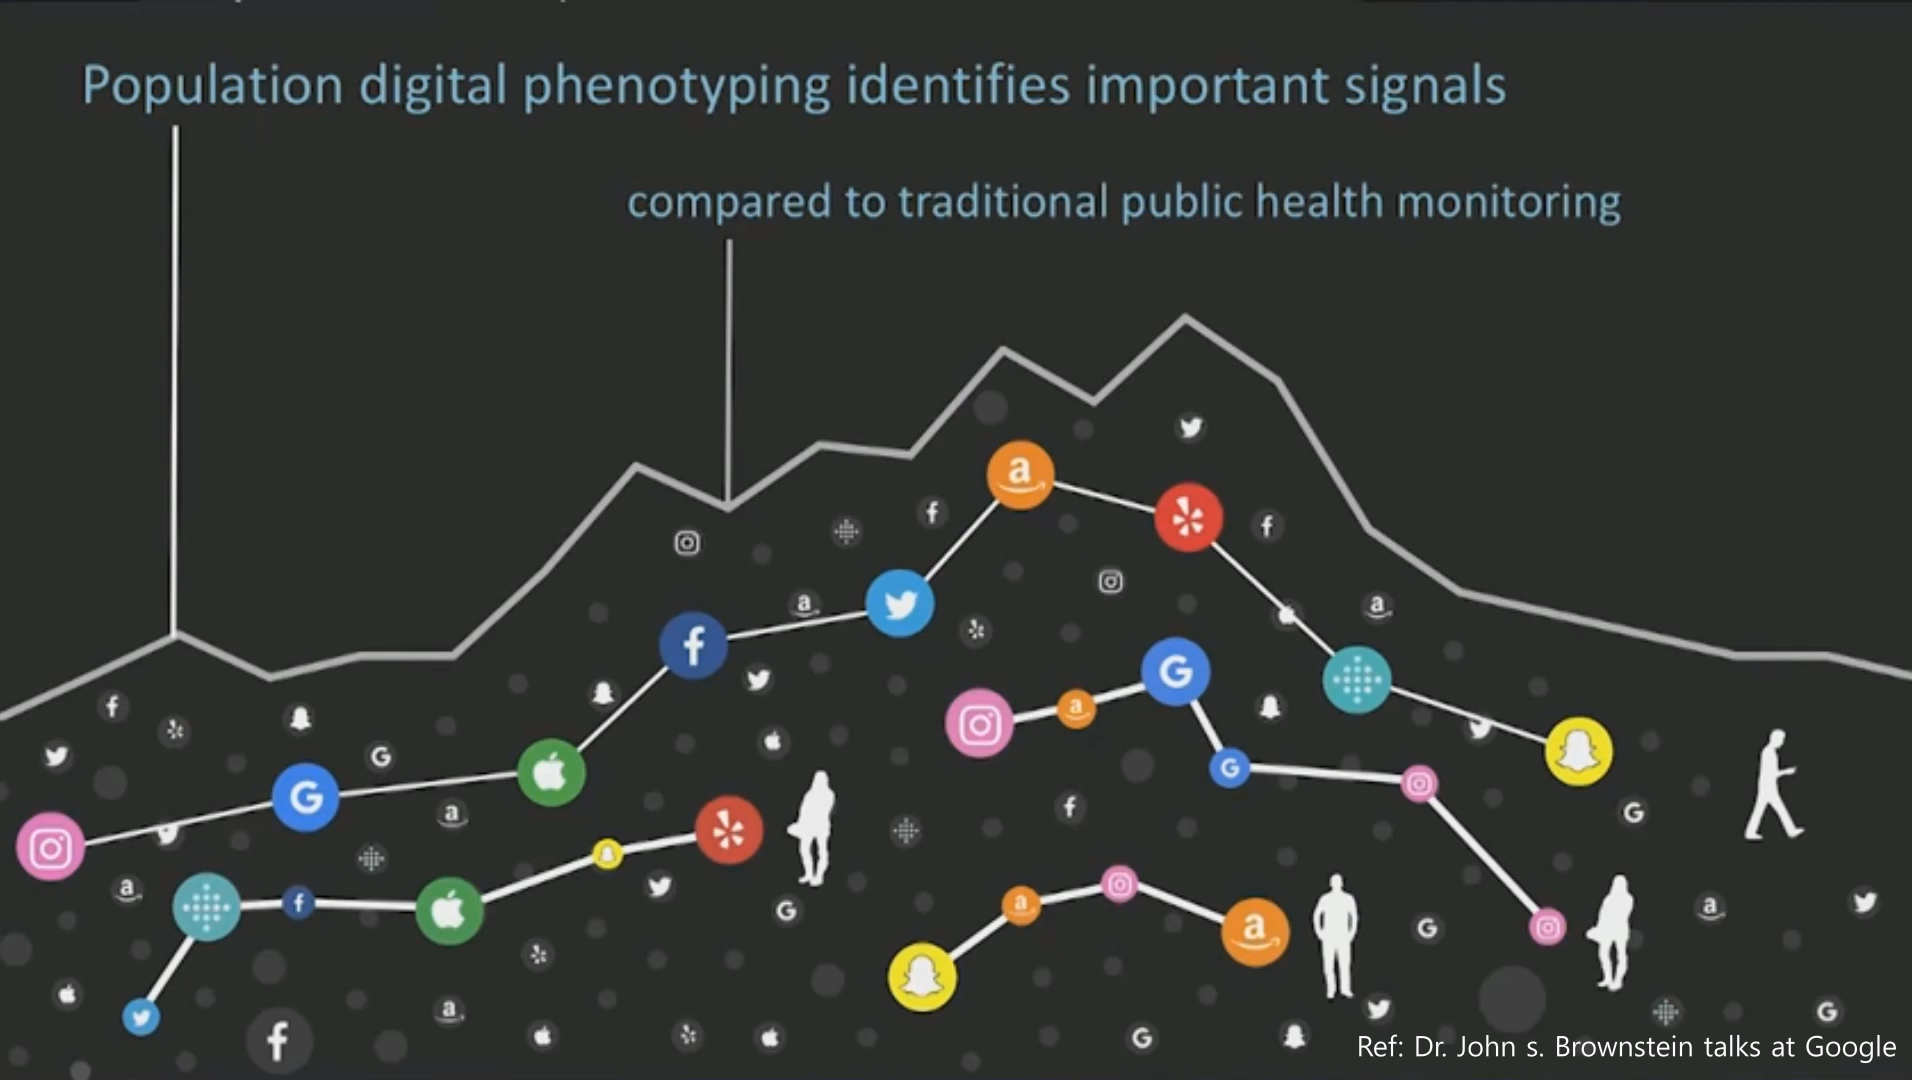 Population digital phenotyping identifies important signals
compared to traditional public health monitoring
Ref: Dr. John s. Brownstein talks at Google